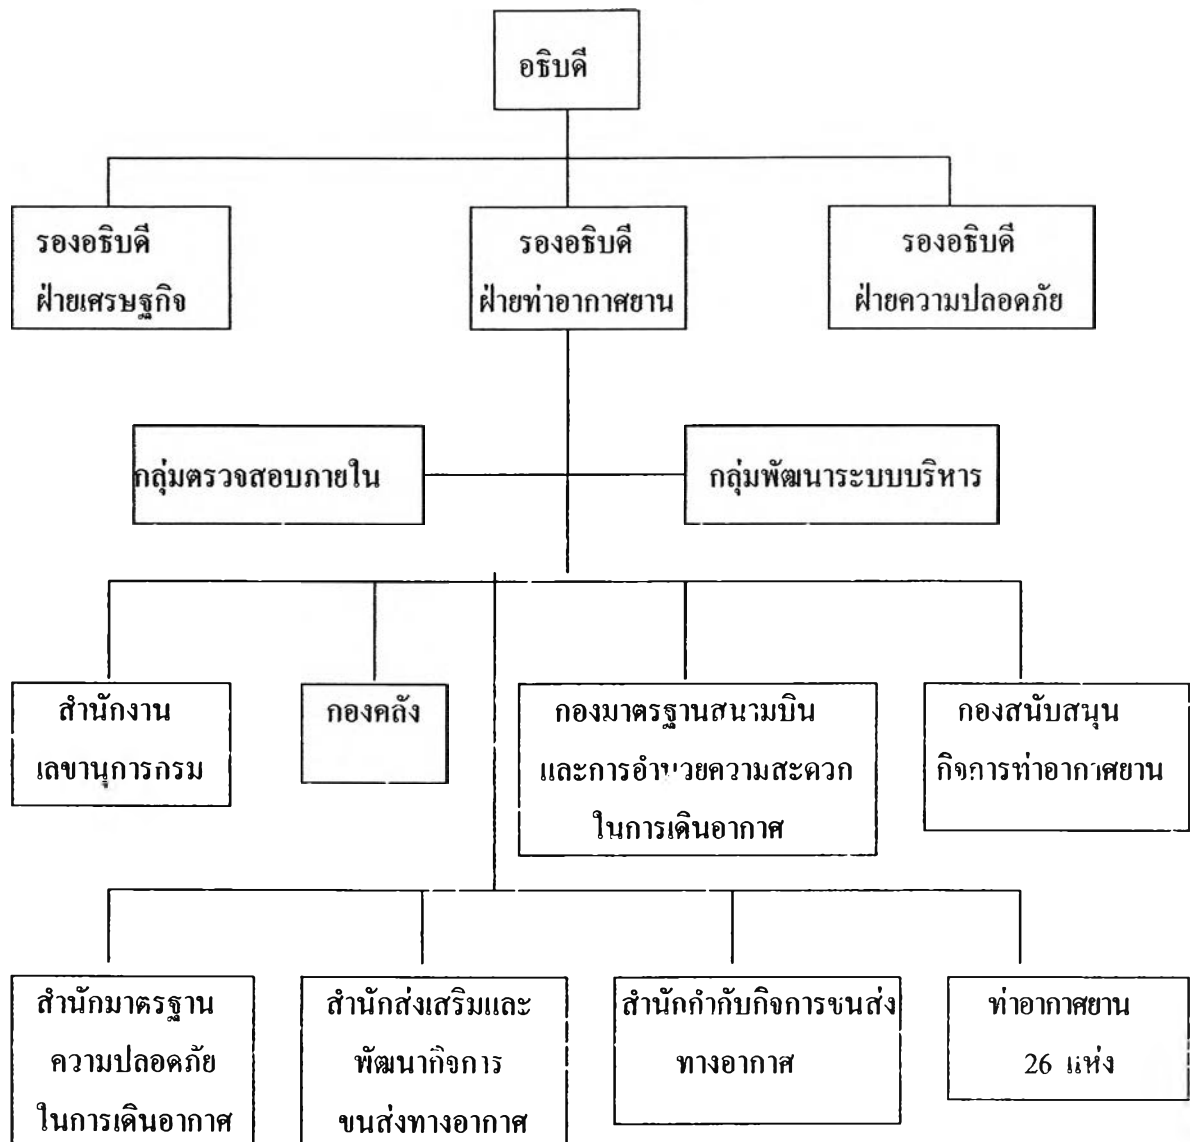 อธิบดี
รองอธิบดี
ฝ่ายเศรษฐกิจ
รองอธิบดี
ฝ่ายท่าอากาศยาน
รองอธิบดี
ฝ่ายความปลอดภัย
กลุ่มตรวจสอบภายใน
กลุ่มพัฒนาระบบบริหาร
สำนักงาน
เลขานุการกรม
กองคลัง
กองมาตรฐานสนามบิน
และการอำนวยความสะดวก
ในการเดินอากาศ
กองสนับสนุน
กิจการท่าอากาศยาน
สำนักมาตรฐาน
ความปลอดภัย
ในการเดินอากาศ
สำนักส่งเสริมและ
พัฒนากิจการ
ขนส่งทางอากาศ
สำนักกำกับกิจการขนส่ง
ทางอากาศ
ท่าอากาศยาน
26 แห่ง